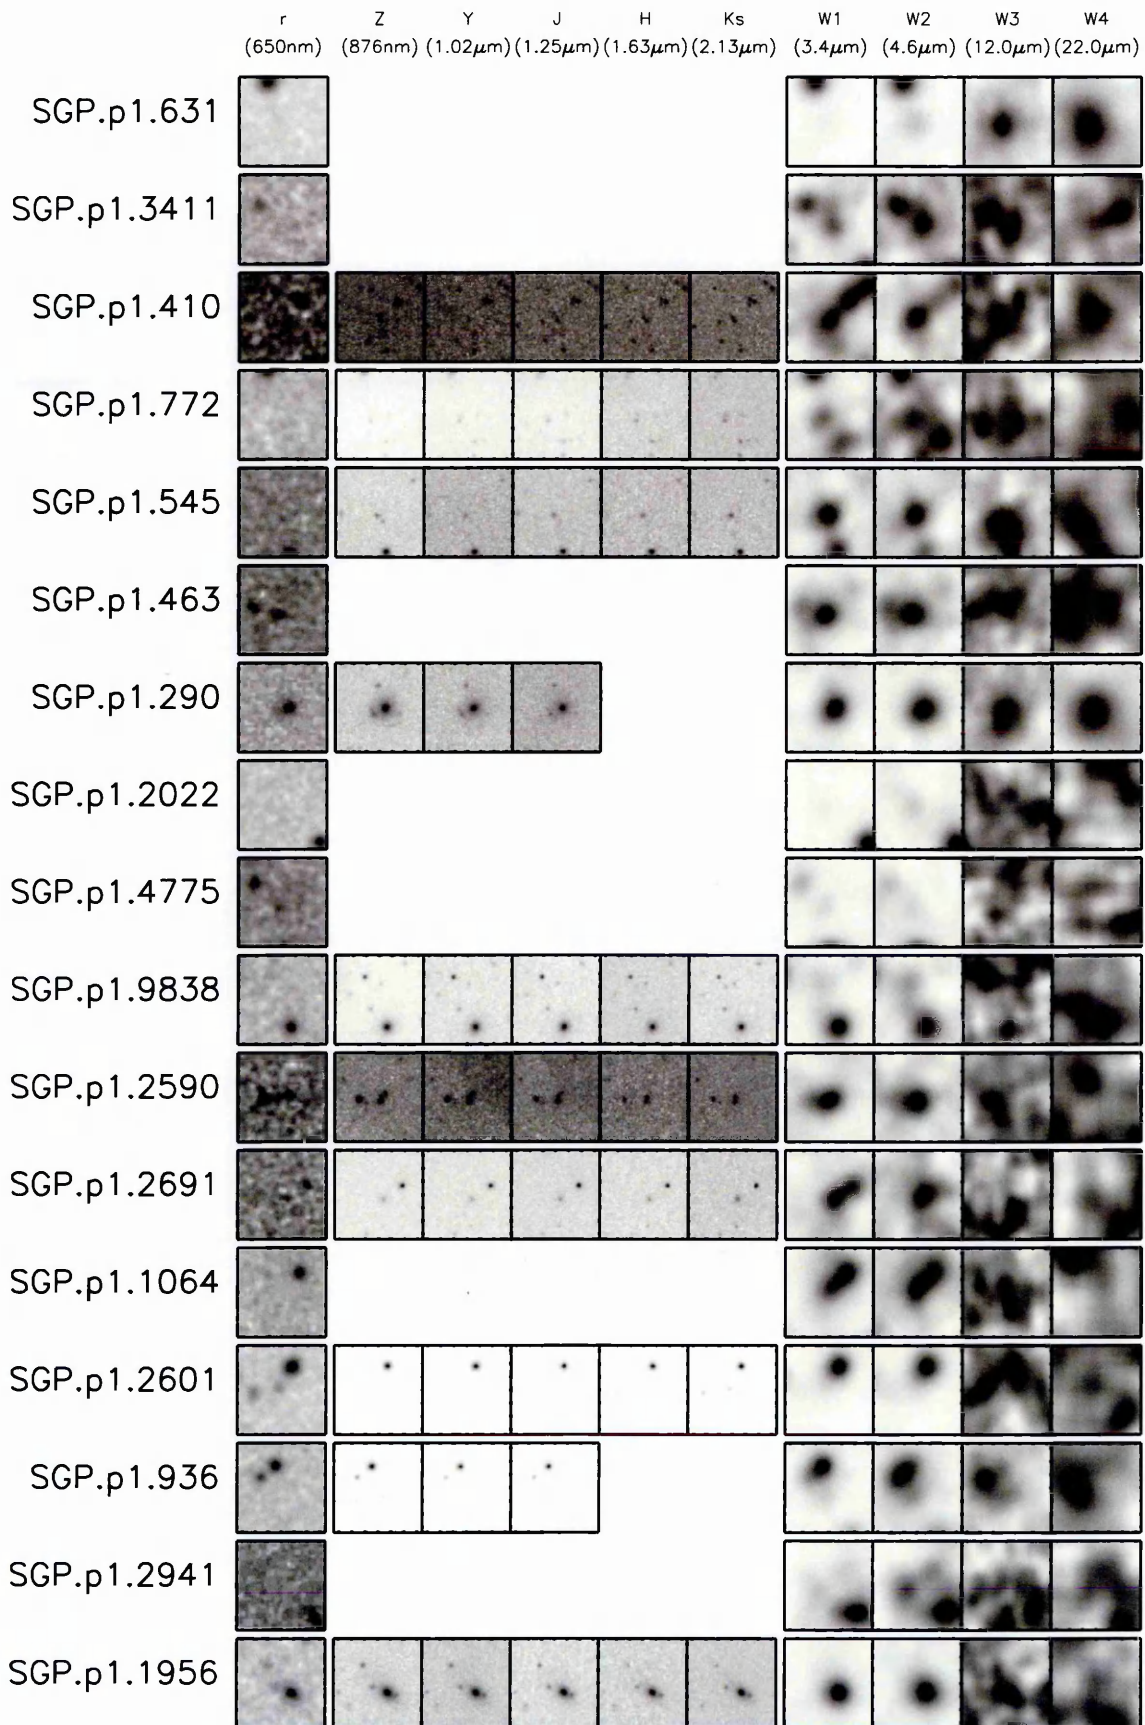 r Z Y J H Ks W1 W2 W3 W4
(650nm) (876nm) (1.02μm) (1.25μm) (1.63μm) (2.13μm) (3.4μm) (4.6μm) (12.0μm) (22.0μm)
SGP.p1.631
SGP.p1.3411
SGP.p1.410
SGP.p1.772
SGP.p1.545
SGP.p1.463
SGP.p1.290
SGP.p1.2022
SGP.p1.4775
SGP.p1.9838
SGP.p1.2590
SGP.p1.2691
SGP.p1.1064
SGP.p1.2601
SGP.p1.936
SGP.p1.2941
SGP.p1.1956